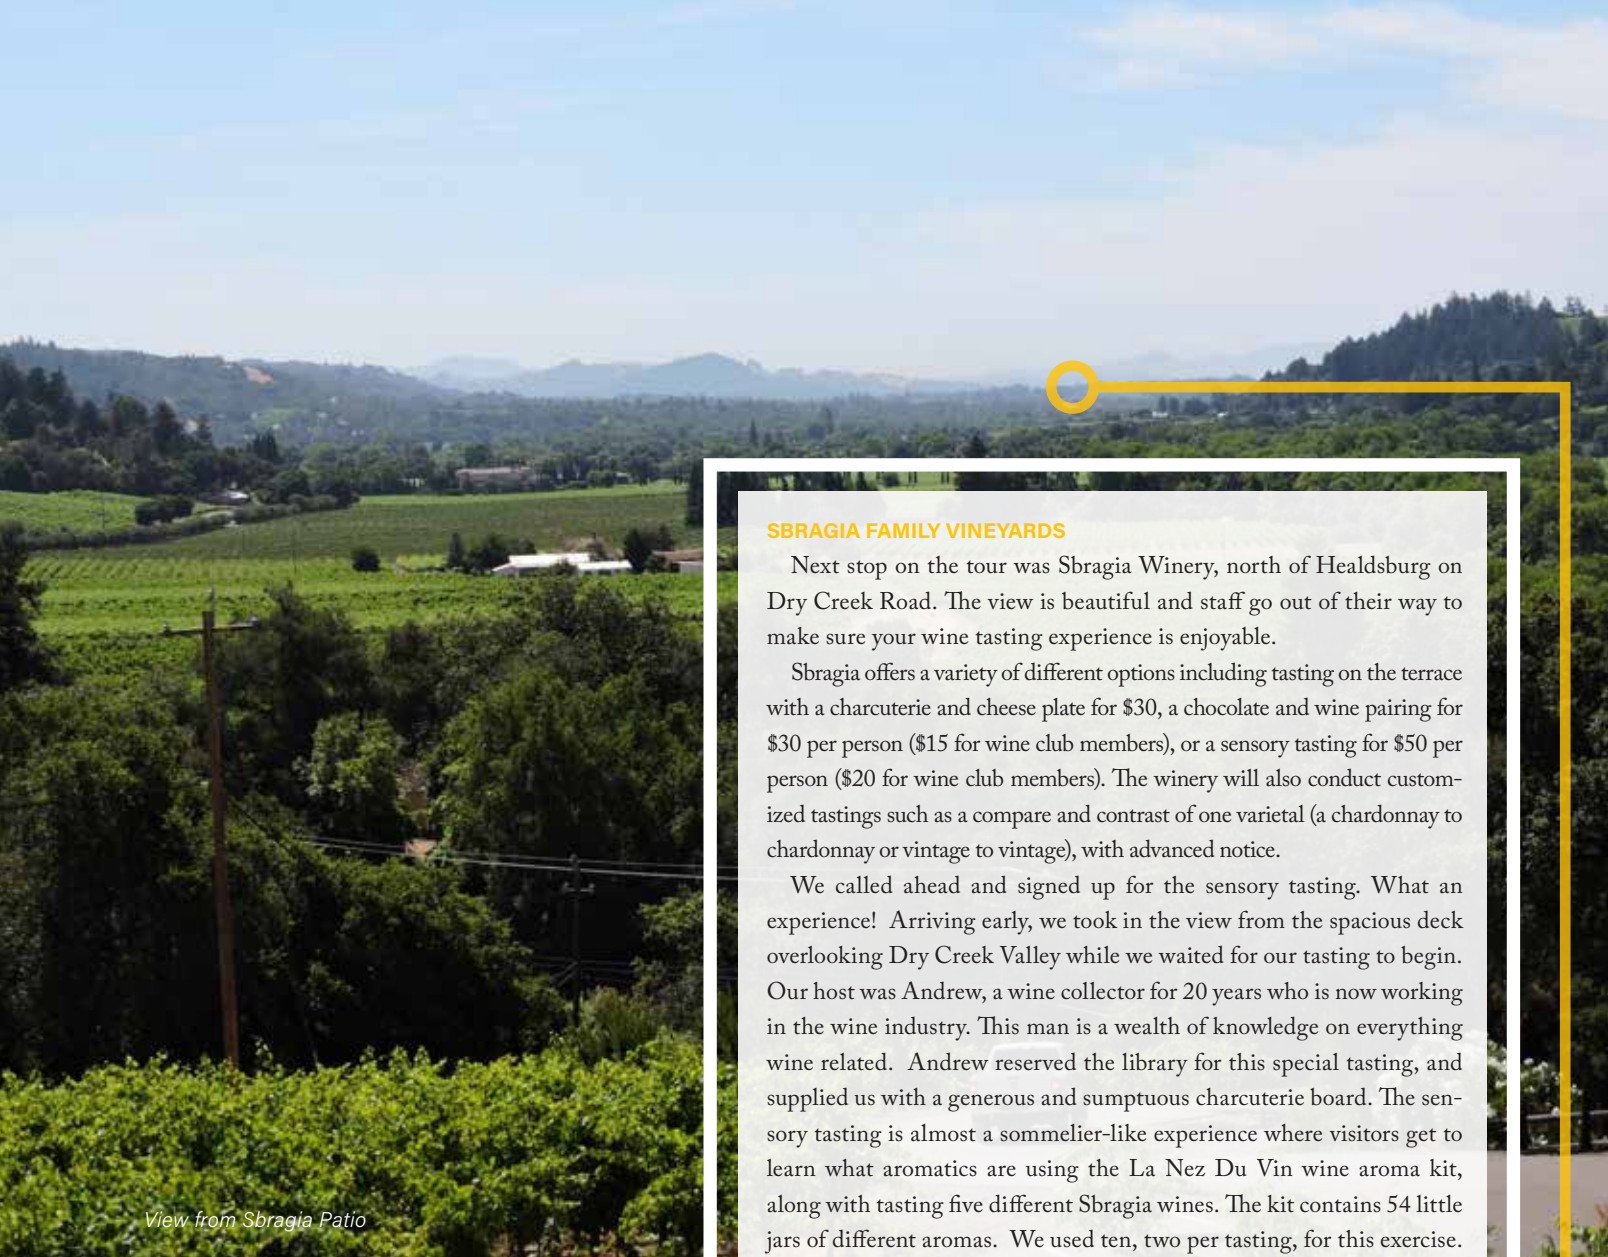 SBRAGIA FAMILY VINEYARDS
Next stop on the tour was Sbragia Winery, north of Healdsburg on
Dry Creek Road. The view is beautiful and staff go out of their way to
make sure your wine tasting experience is enjoyable.
Sbragia offers a variety of different options including tasting on the terrace
with a charcuterie and cheese plate for $30, a chocolate and wine pairing for
$30 per person ($15 for wine club members), or a sensory tasting for $50 per
person ($20 for wine club members). The winery will also conduct custom-
ized tastings such as a compare and contrast of one varietal (a chardonnay to
chardonnay or vintage to vintage), with advanced notice.
We called ahead and signed up for the sensory tasting. What an
experience! Arriving early, we took in the view from the spacious deck
overlooking Dry Creek Valley while we waited for our tasting to begin.
Our host was Andrew, a wine collector for 20 years who is now working
in the wine industry. This man is a wealth of knowledge on everything
wine related. Andrew reserved the library for this special tasting, and
supplied us with a generous and sumptuous charcuterie board. The sen-
sory tasting is almost a sommelier-like experience where visitors get to
learn what aromatics are using the La Nez Du Vin wine aroma kit,
along with tasting five different Sbragia wines. The kit contains 54 little
jars of different aromas. We used ten, two per tasting, for this exercise.
View from Sbragia Patio